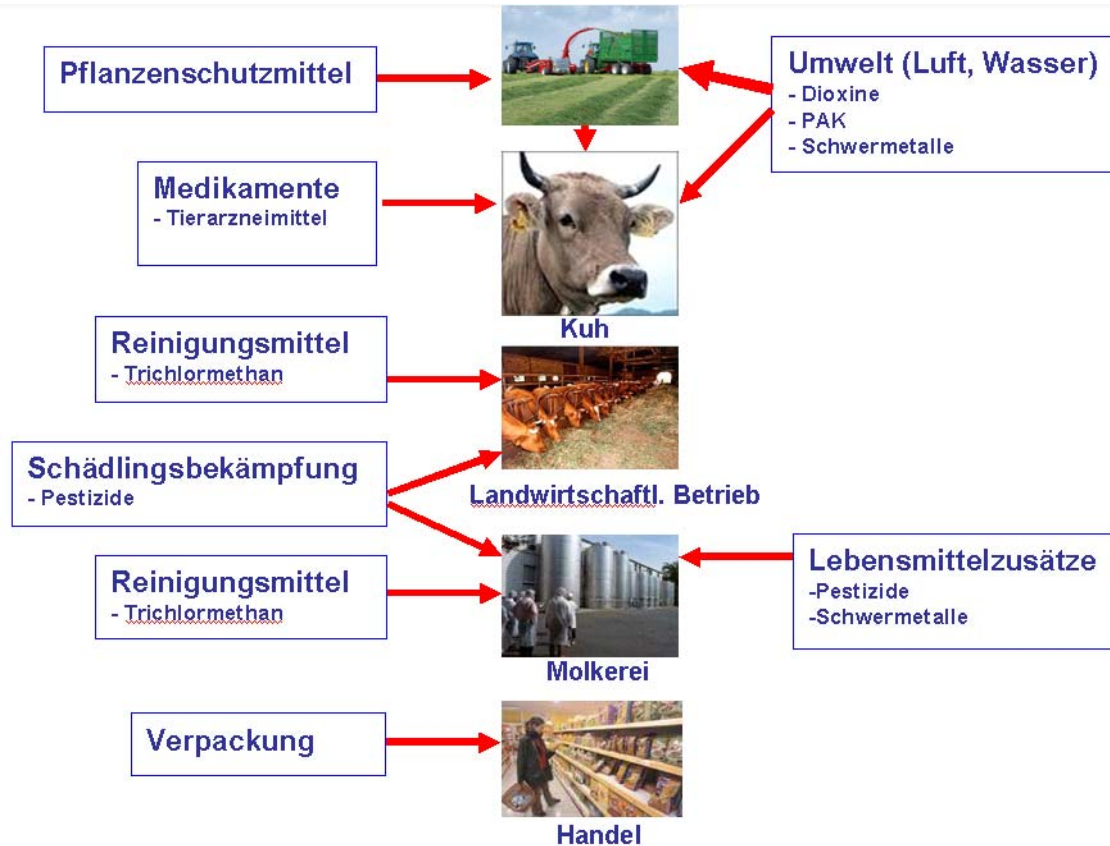 Pflanzenschutzmittel
Umwelt (Luft, Wasser)
- Dioxine
- PAK
- Schwermetalle
Medikamente
- Tierarzneimittel
Kuh
Reinigungsmittel
- Trichlormethan
Schädlingsbekämpfung
- Pestizide
Landwirtschaftl. Betrieb
Reinigungsmittel
- Trichlormethan
Lebensmittelzusätze
-Pestizide
-Schwermetalle
Molkerei
Verpackung
Handel